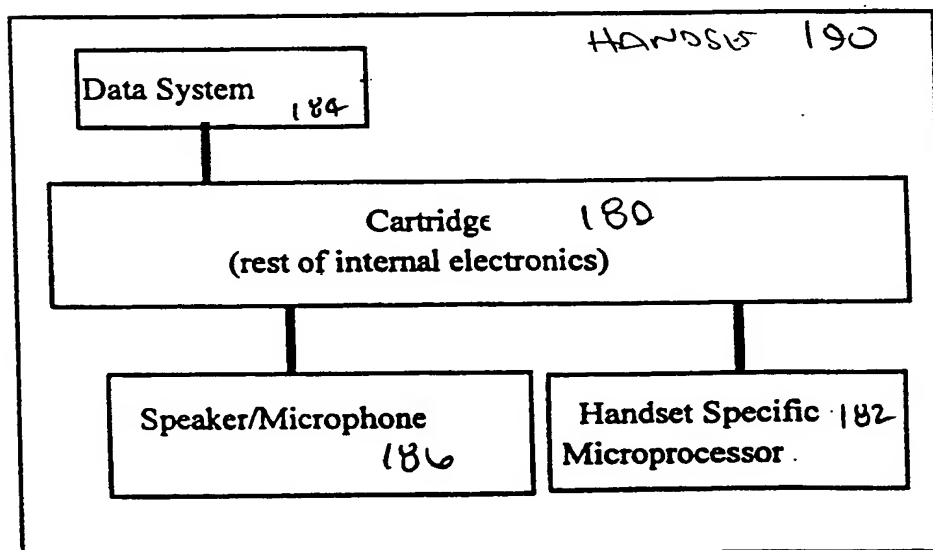 HANDSET 190
Data System 184
Cartridge 180
(rest of internal electronics)
Speaker/Microphone
186
Handset Specific 182
Microprocessor